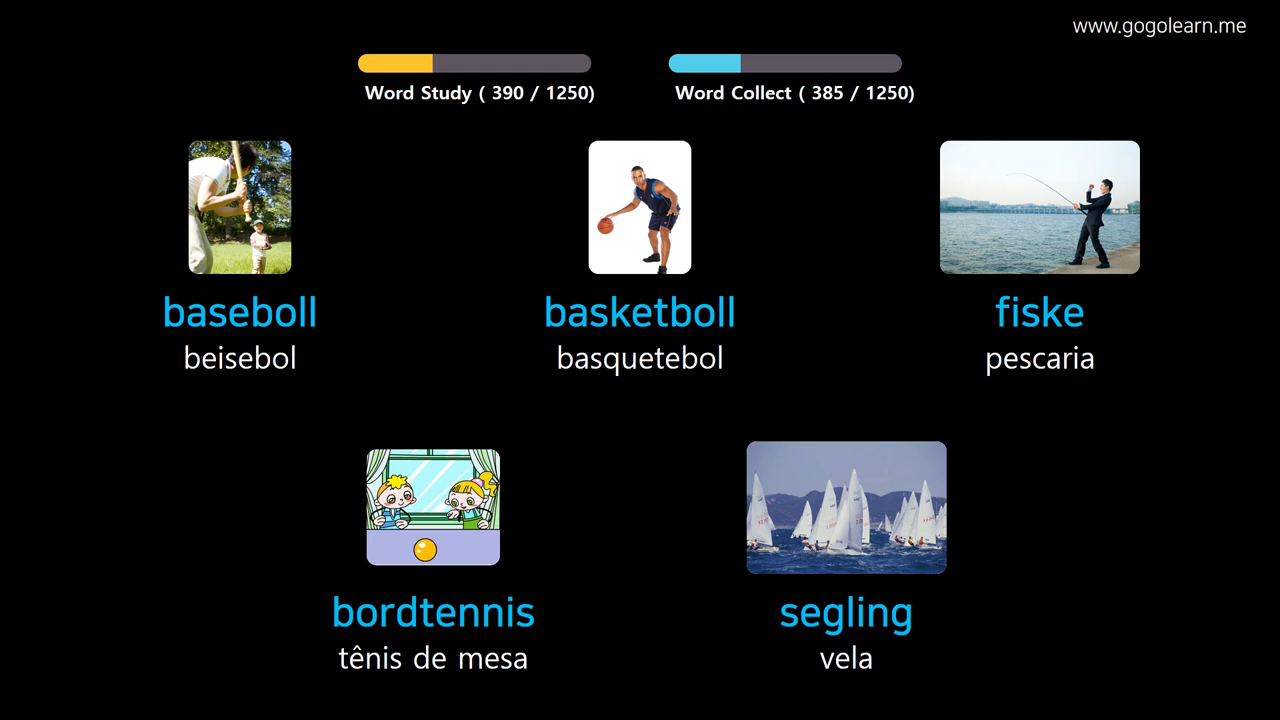 www.gogolearn.me
Word Study ( 390 / 1250)
Word Collect ( 385 / 1250)
baseboll
basketboll
fiske
beisebol
basquetebol
pescaria
bordtennis
segling
tênis de mesa
vela